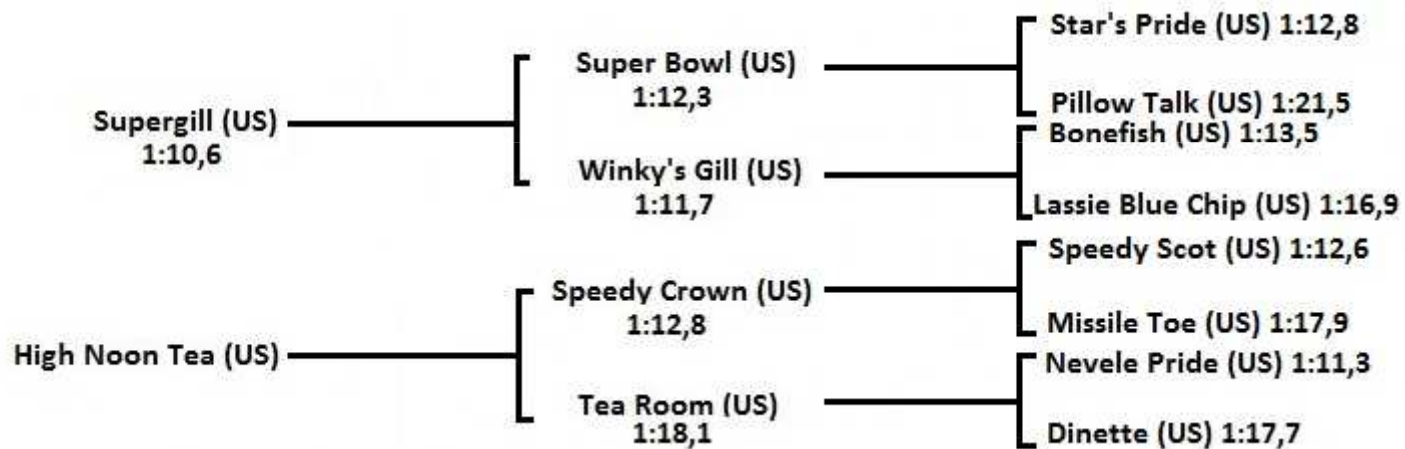 Supergill (US)
1:10,6
Super Bowl (US)
1:12,3
Star's Pride (US) 1:12,8
Pillow Talk (US) 1:21,5
Winky's Gill (US)
1:11,7
Bonefish (US) 1:13,5
Lassie Blue Chip (US) 1:16,9
High Noon Tea (US)
Speedy Crown (US)
1:12,8
Speedy Scot (US) 1:12,6
Missile Toe (US) 1:17,9
Tea Room (US)
1:18,1
Nevele Pride (US) 1:11,3
Dinette (US) 1:17,7